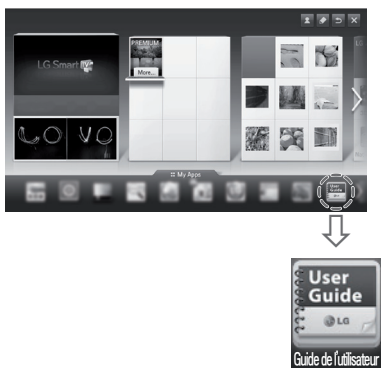 LG Smart TV
PREMIUM
More...
My Apps
User
Guide
User
Guide
LG
Guide de l'utilisateur